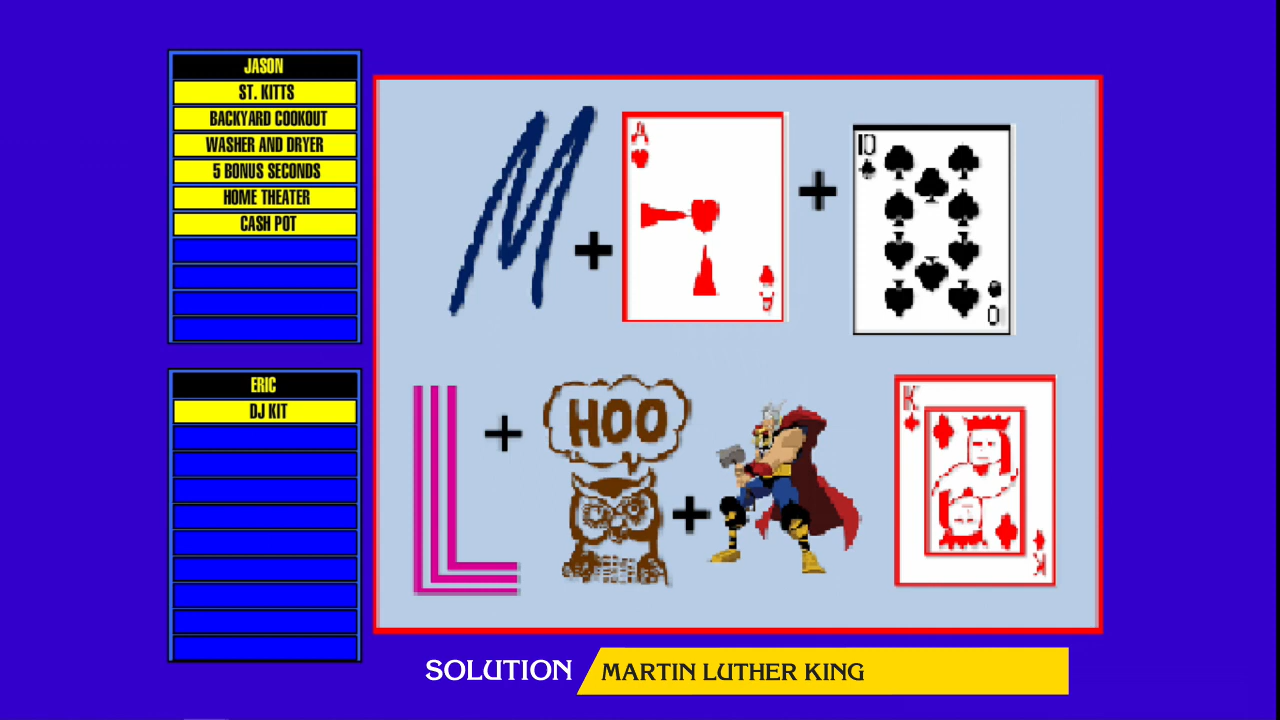 JASON
ST. KITTS
BACKYARD COOKOUT
WASHER AND DRYER
5 BONUS SECONDS
HOME THEATER
CASH POT
ERIC
DJ KIT
M + A + 10
A
L + HOO +
K
K
SOLUTION MARTIN LUTHER KING